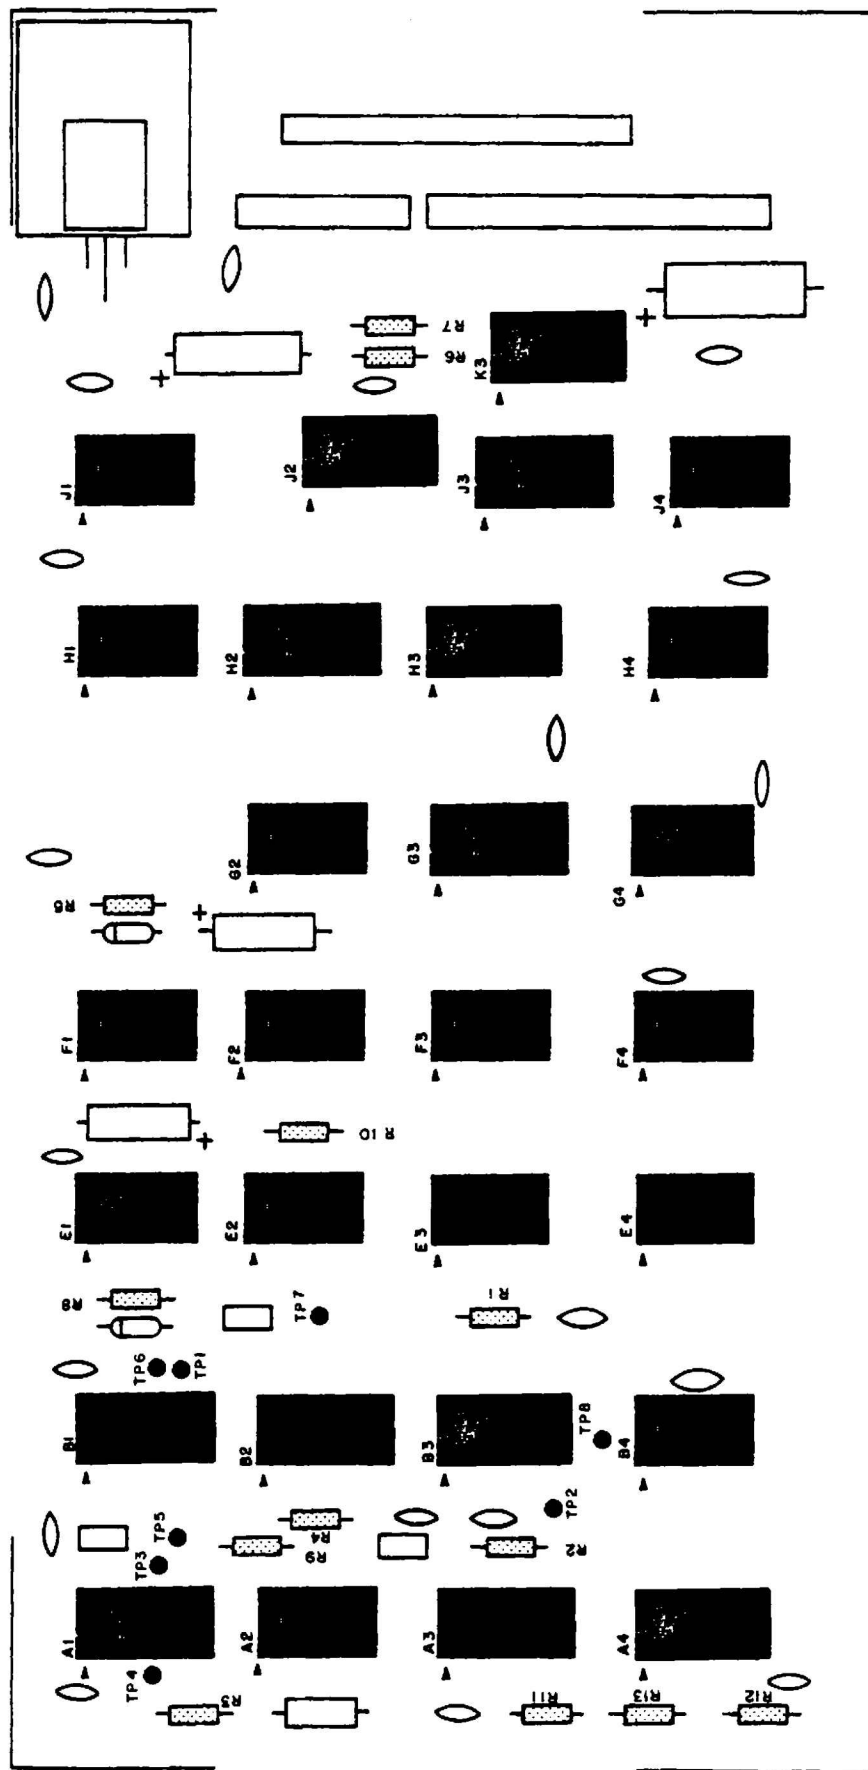 R7
R6
K3
+
+
J1
J2
J3
J4
H1
H2
H3
H4
G2
G3
G4
R5
+
F1
F2
F3
F4
+
R10
E1
E2
E3
E4
R8
TP7
R1
TP6
TP1
B1
B2
B3
TP8
B4
TP2
TP5
TP3
R4
R9
R2
A1
A2
A3
A4
TP4
R3
R11
R13
R12